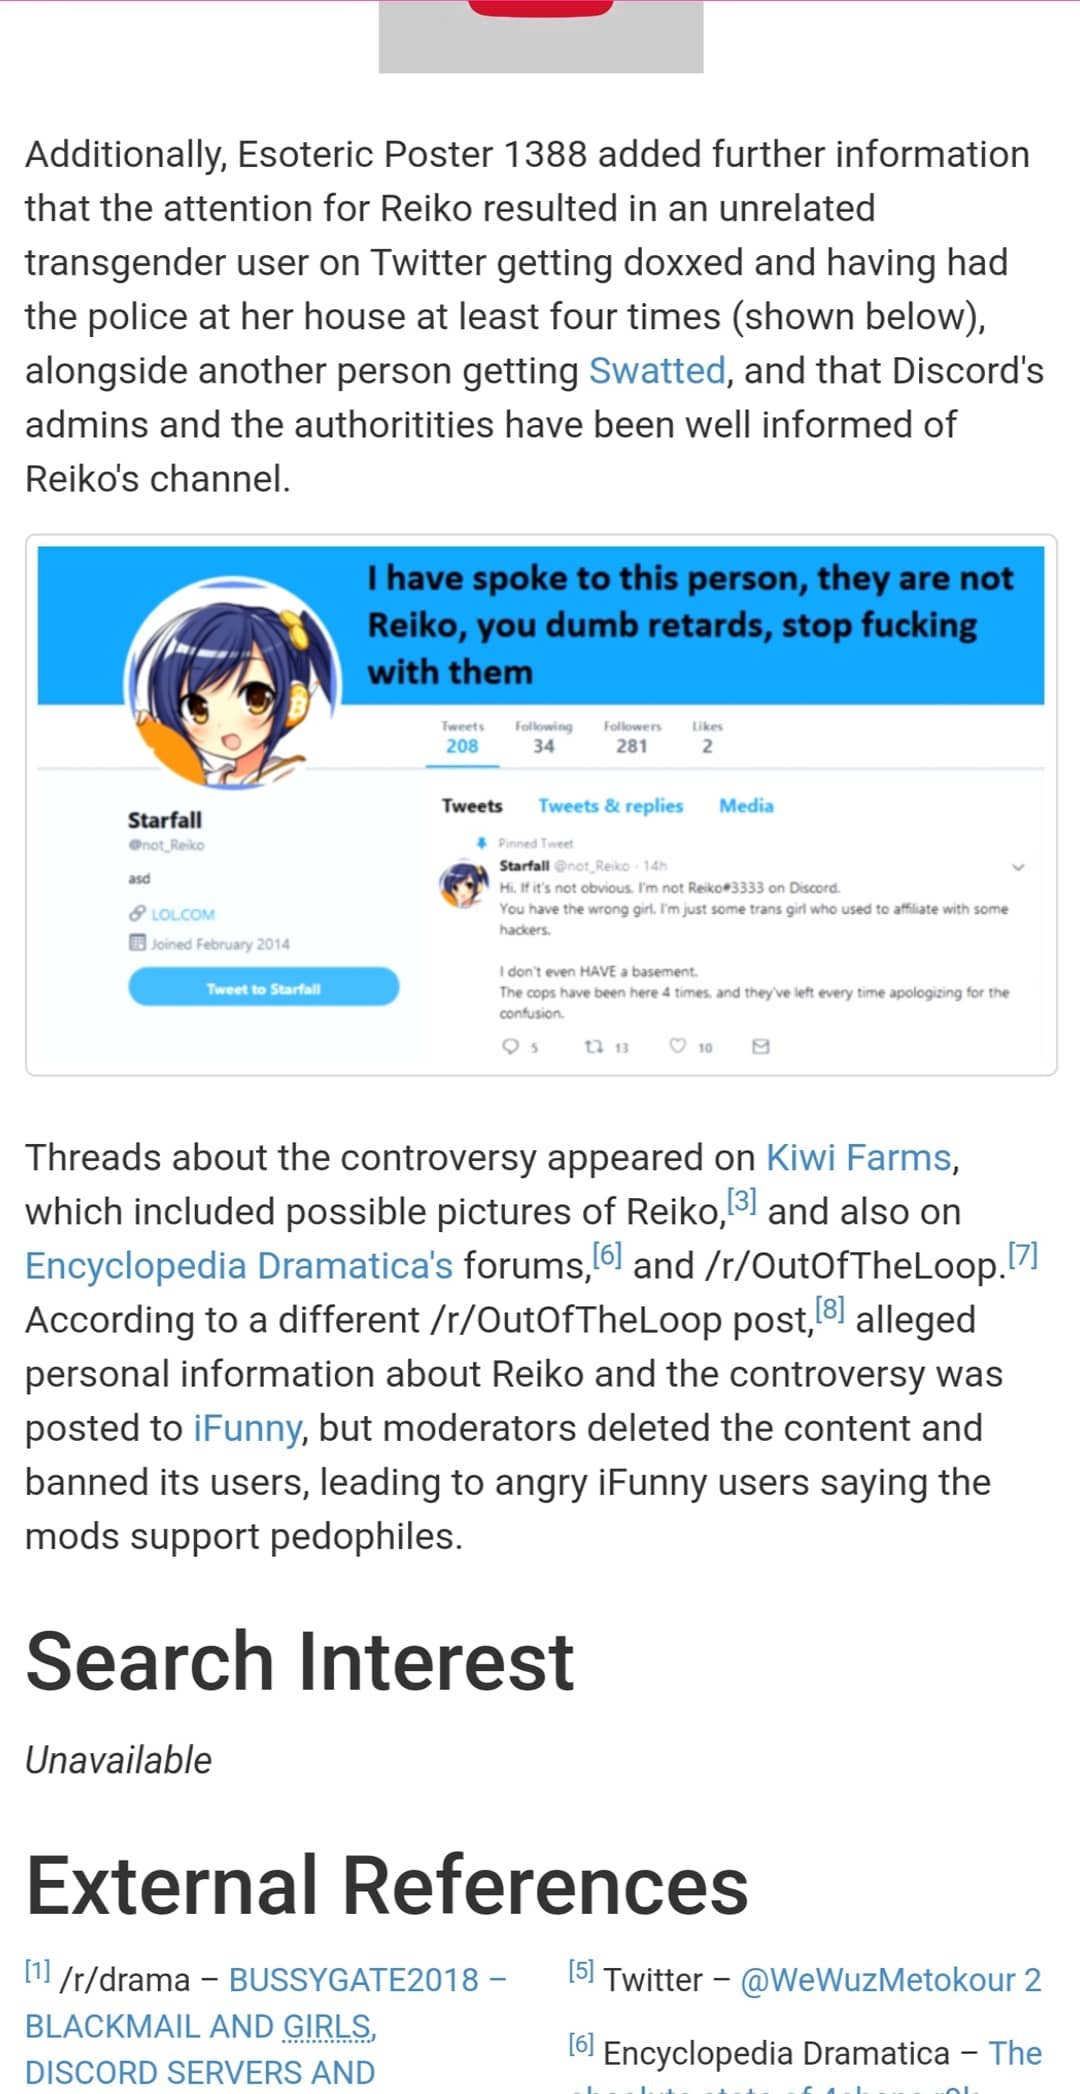 Additionally, Esoteric Poster 1388 added further information
that the attention for Reiko resulted in an unrelated
transgender user on Twitter getting doxxed and having had
the police at her house at least four times (shown below),
alongside another person getting Swatted, and that Discord's
admins and the authoritities have been well informed of
Reiko's channel.
I have spoke to this person, they are not
Reiko, you dumb retards, stop fucking
with them
Tweets Following Followers Likes
208 34 281 2
Starfall
@not_Reiko
asd
LOLCOM
Joined February 2014
Tweet to Starfall
Tweets Tweets & replies Media
Pinned Tweet
Starfall @not_Reiko · 14h
Hi. If it's not obvious, I'm not Reiko#3333 on Discord.
You have the wrong girl. I'm just some trans girl who used to affiliate with some
hackers.
I don't even HAVE a basement.
The cops have been here 4 times, and they've left every time apologizing for the
confusion.
5 13 10
Threads about the controversy appeared on Kiwi Farms,
which included possible pictures of Reiko,[3] and also on
Encyclopedia Dramatica's forums,[6] and /r/OutOfTheLoop.[7]
According to a different /r/OutOfTheLoop post,[8] alleged
personal information about Reiko and the controversy was
posted to iFunny, but moderators deleted the content and
banned its users, leading to angry iFunny users saying the
mods support pedophiles.
Search Interest
Unavailable
External References
[1] /r/drama – BUSSYGATE2018 –
BLACKMAIL AND GIRLS,
DISCORD SERVERS AND
[5] Twitter – @WeWuzMetokour 2
[6] Encyclopedia Dramatica – The